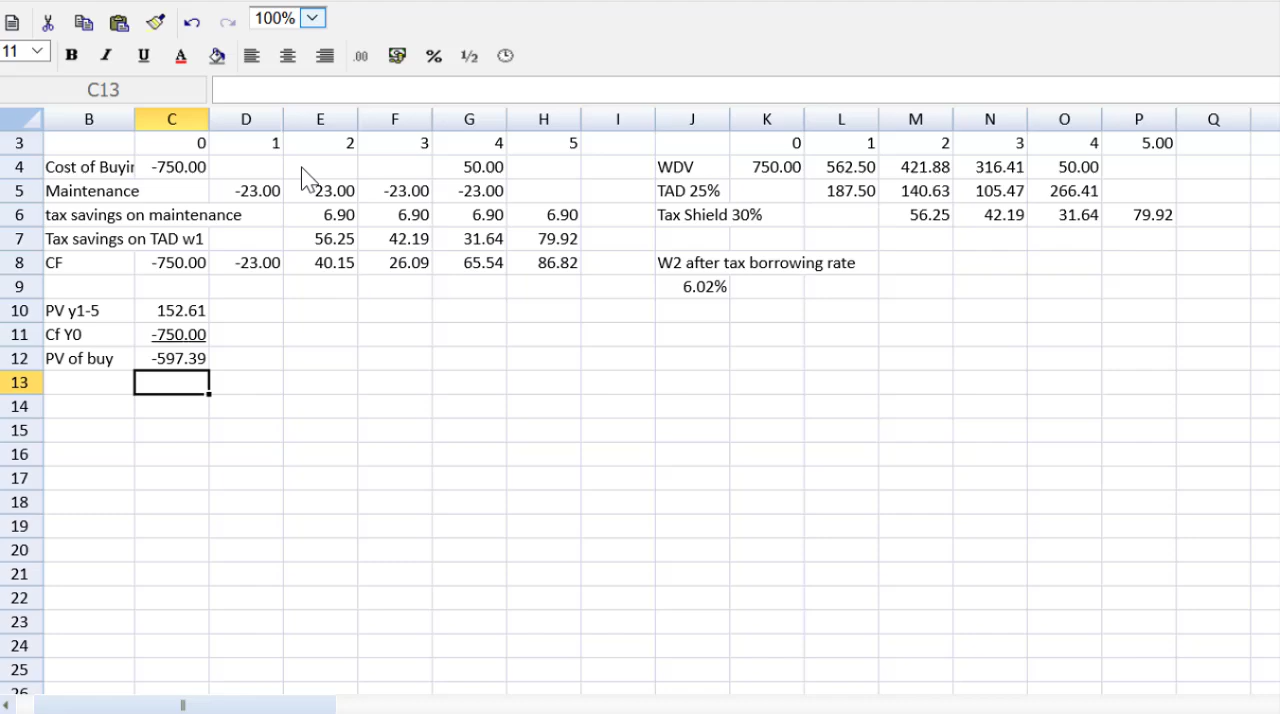 100%
11 B I U A .00 % 1/2
C13
B C D E F G H I J K L M N O P Q
3 0 1 2 3 4 5 0 1 2 3 4 5.00
4 Cost of Buyin -750.00 50.00 WDV 750.00 562.50 421.88 316.41 50.00
5 Maintenance -23.00 -23.00 -23.00 -23.00 TAD 25% 187.50 140.63 105.47 266.41
6 tax savings on maintenance 6.90 6.90 6.90 6.90 Tax Shield 30% 56.25 42.19 31.64 79.92
7 Tax savings on TAD w1 56.25 42.19 31.64 79.92
8 CF -750.00 -23.00 40.15 26.09 65.54 86.82 W2 after tax borrowing rate
9 6.02%
10 PV y1-5 152.61
11 Cf Y0 -750.00
12 PV of buy -597.39
13
14
15
16
17
18
19
20
21
22
23
24
25
26